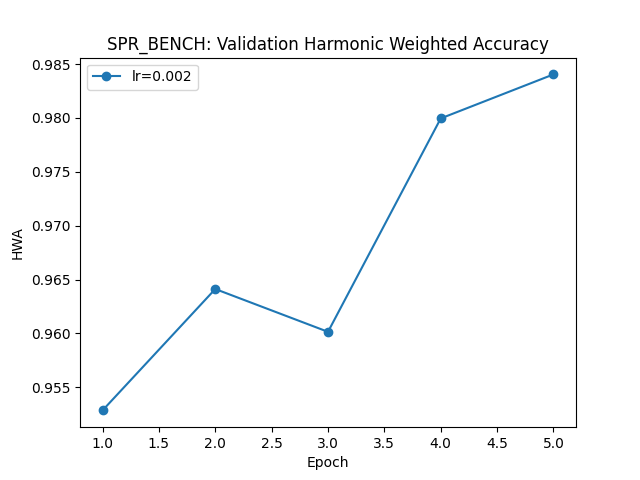 SPR_BENCH: Validation Harmonic Weighted Accuracy
lr=0.002
HWA
0.985
0.980
0.975
0.970
0.965
0.960
0.955
1.0 1.5 2.0 2.5 3.0 3.5 4.0 4.5 5.0
Epoch